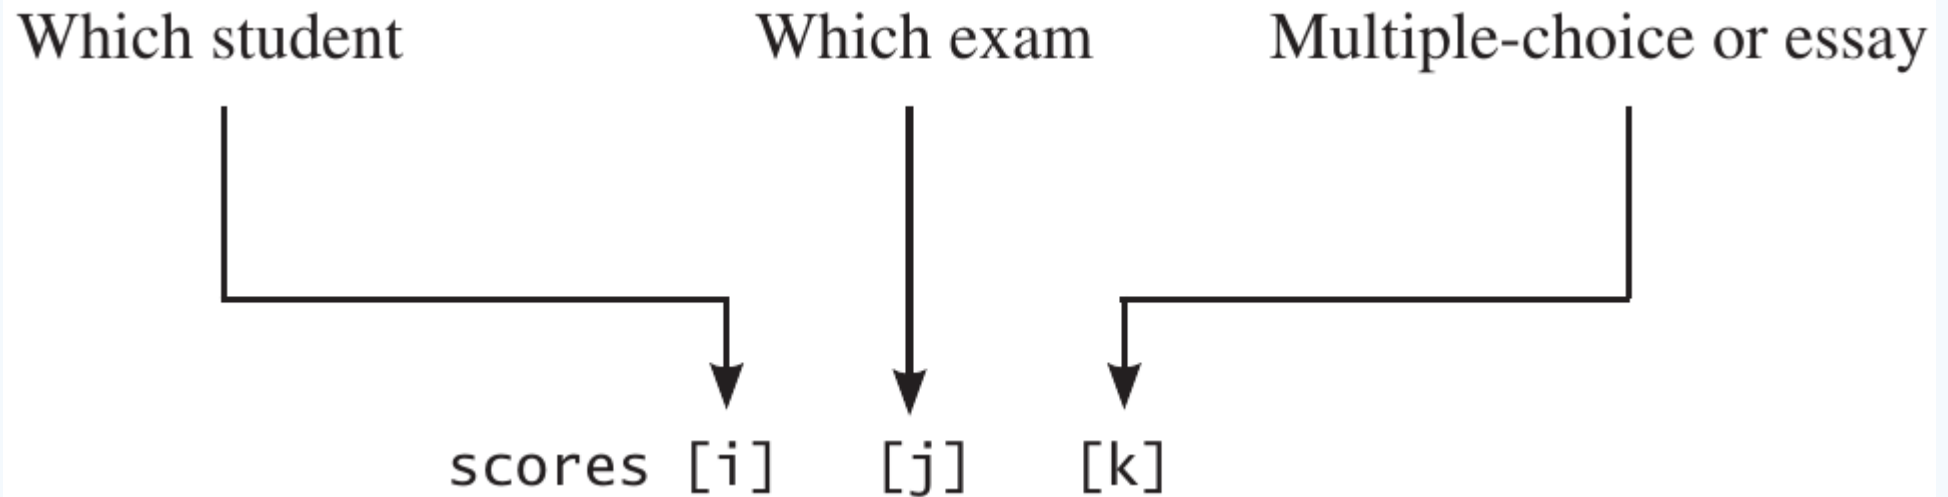 Which student Which exam Multiple-choice or essay
scores [i] [j] [k]